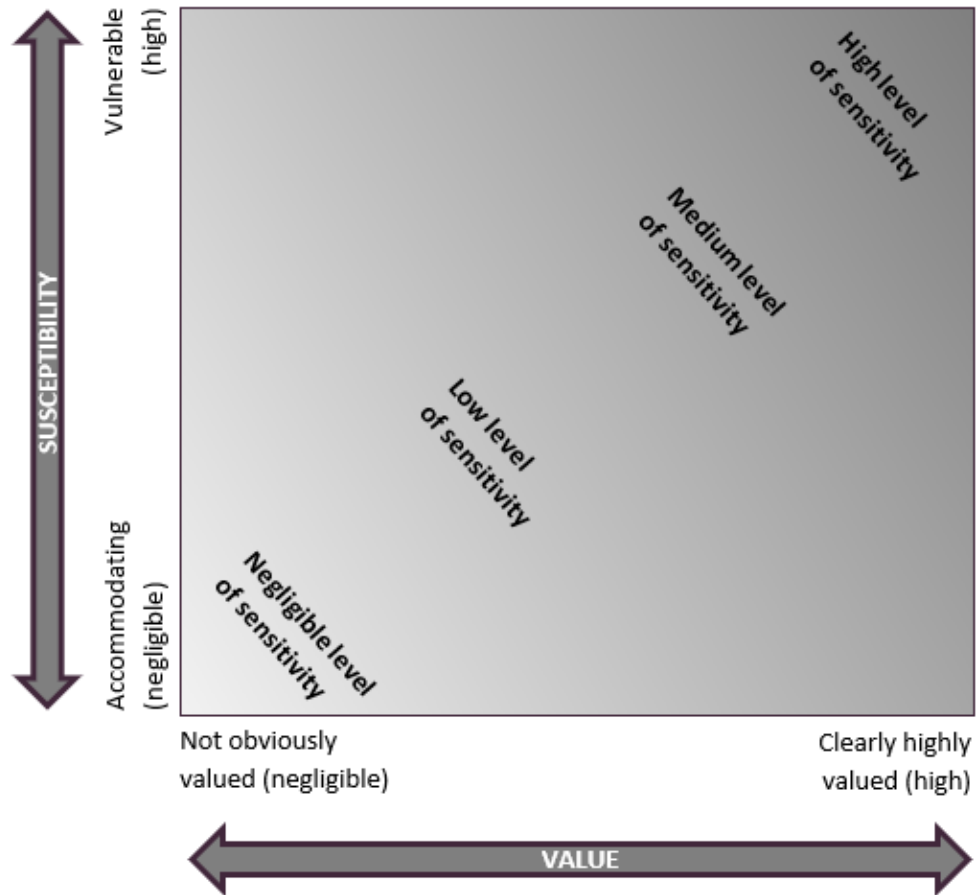 Vulnerable
(high)
High level
of sensitivity
Medium level
of sensitivity
SUSCEPTIBILITY
Low level
of sensitivity
Accommodating
(negligible)
Negligible level
of sensitivity
Not obviously
valued (negligible)
Clearly highly
valued (high)
VALUE